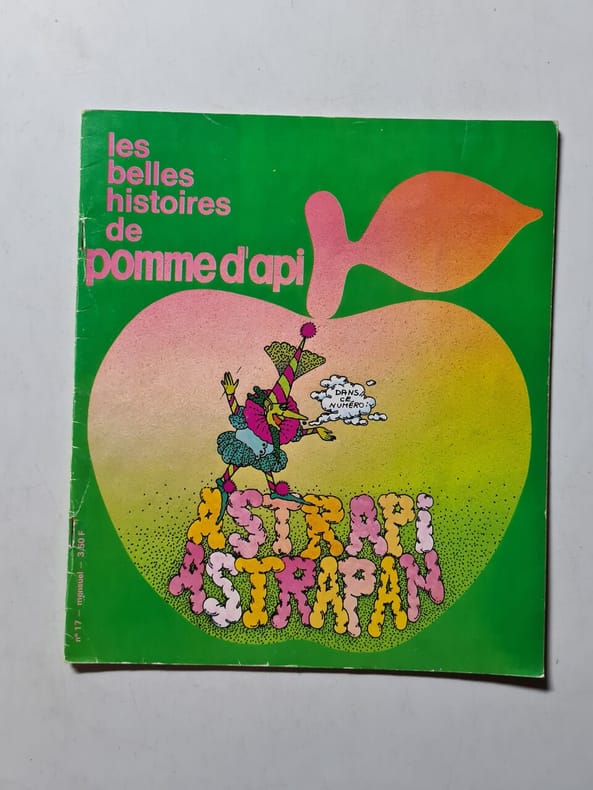 les
belles
histoires
de
pomme d'api
DANS
CE
NUMÉRO:
ASTRAPi
ASTRAPAN
n° 17 – mensuel – 3,50 F